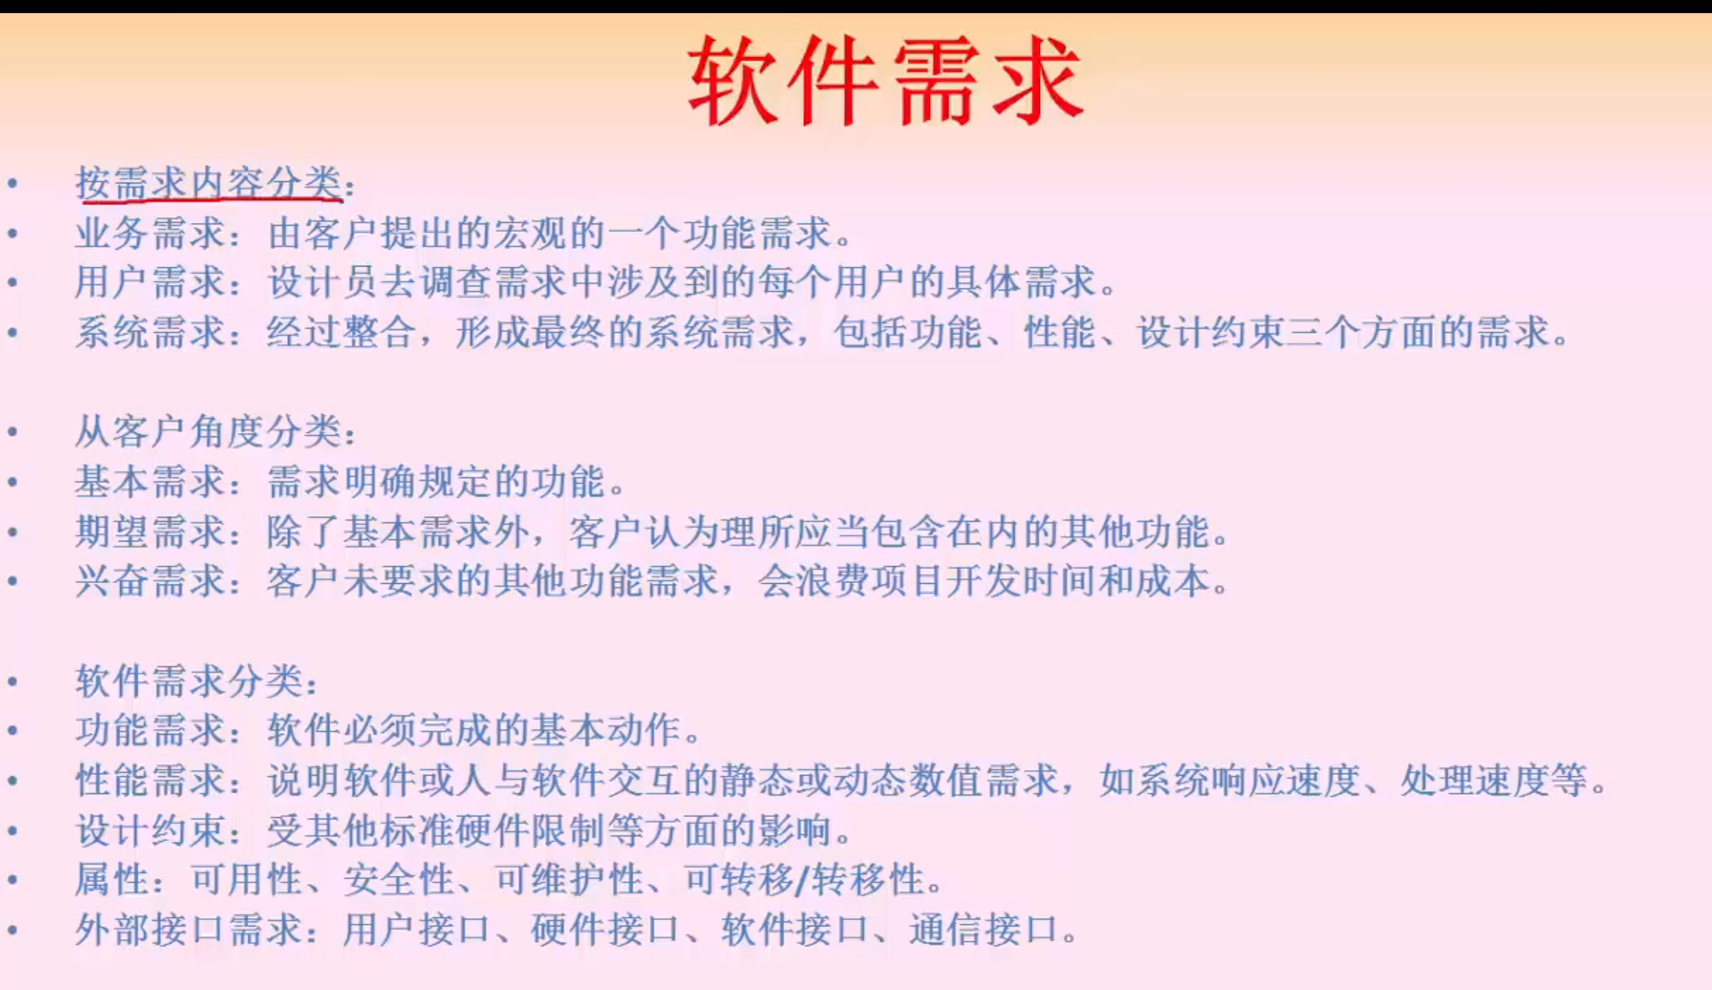 软件需求
• 按需求内容分类：
• 业务需求：由客户提出的宏观的一个功能需求。
• 用户需求：设计员去调查需求中涉及到的每个用户的具体需求。
• 系统需求：经过整合，形成最终的系统需求，包括功能、性能、设计约束三个方面的需求。
• 从客户角度分类：
• 基本需求：需求明确规定的功能。
• 期望需求：除了基本需求外，客户认为理所应当包含在内的其他功能。
• 兴奋需求：客户未要求的其他功能需求，会浪费项目开发时间和成本。
• 软件需求分类：
• 功能需求：软件必须完成的基本动作。
• 性能需求：说明软件或人与软件交互的静态或动态数值需求，如系统响应速度、处理速度等。
• 设计约束：受其他标准硬件限制等方面的影响。
• 属性：可用性、安全性、可维护性、可转移/转移性。
• 外部接口需求：用户接口、硬件接口、软件接口、通信接口。